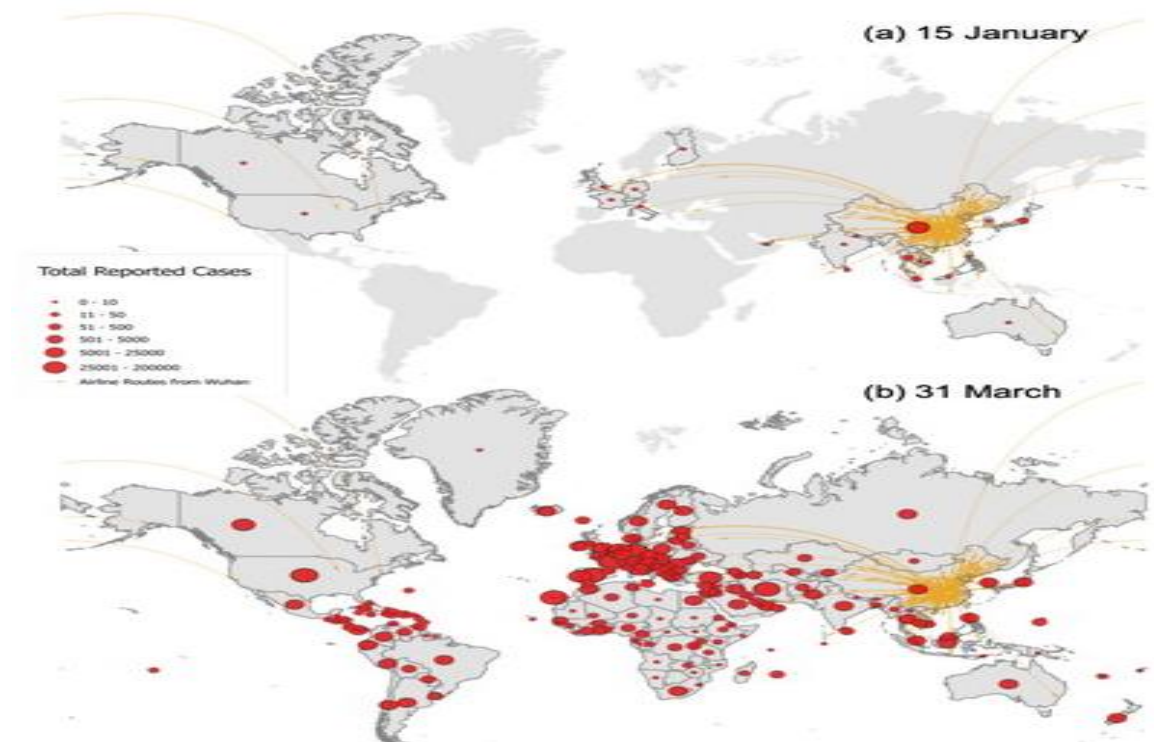 (a) 15 January
Total Reported Cases
0 - 10
11 - 50
51 - 500
501 - 5000
5001 - 25000
25001 - 200000
Airline Routes from Wuhan
(b) 31 March